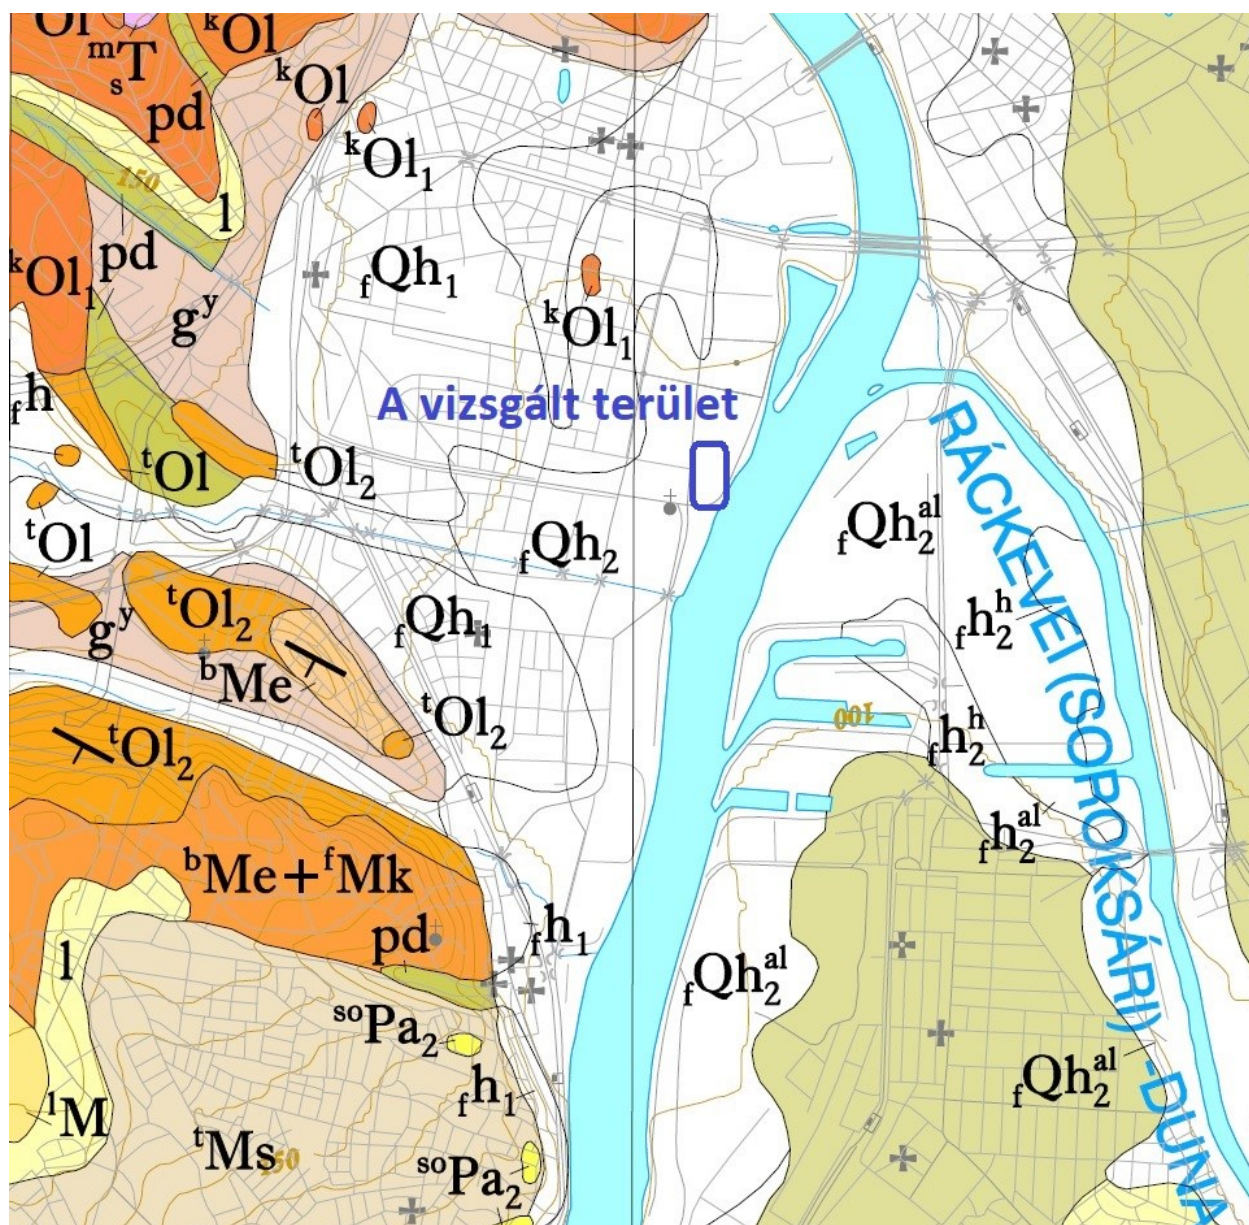 Ol
ᵏOl
ᵐₛT
ᵏOl
pd
ᵏOl₁
150
l
pd
ᵏOl₁
fQh₁
gʸ
ᵏOl₁
fh
A vizsgált terület
ᵗOl
ᵗOl₂
ᵗOl
fQh₂
fQh₂ᵃˡ
RÁCKEVEI (SOROKSÁRI) -DUNA
ᵗOl₂
gʸ
fQh₁
fh₂ʰ
ᵇMe
ᵗOl₂
100
fh₂ʰ
ᵗOl₂
fh₂ᵃˡ
ᵇMe+ᶠMk
pd
fh₁
l
fQh₂ᵃˡ
ˢᵒPa₂
fh₁
fQh₂ᵃˡ
ˡM
ᵗMs
ˢᵒPa₂